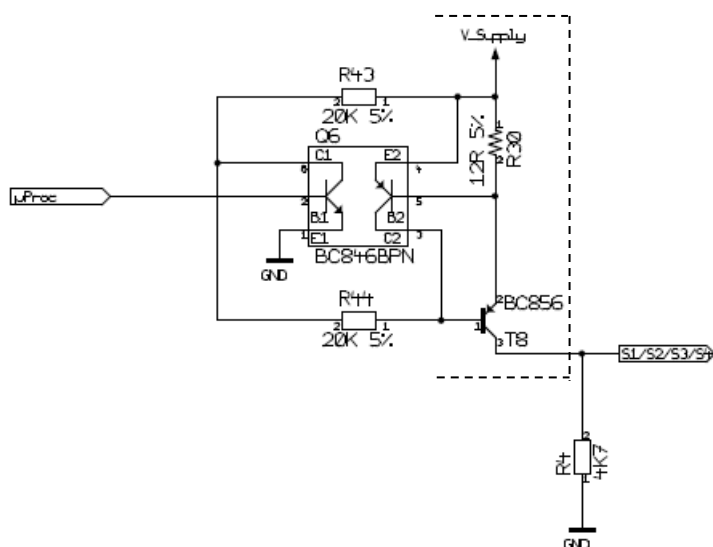 V_Supply
R43
2 1
20K 5%
1
12R 5%
R30
2
Q6
C1 E2
6 4
µProc
2 5
B1 B2
1 3
E1 C2
BC846BPN
GND
R44
2 1
20K 5%
2
BC856
1
3 T8
S1/S2/S3/S4
2
R4
4K7
1
GND